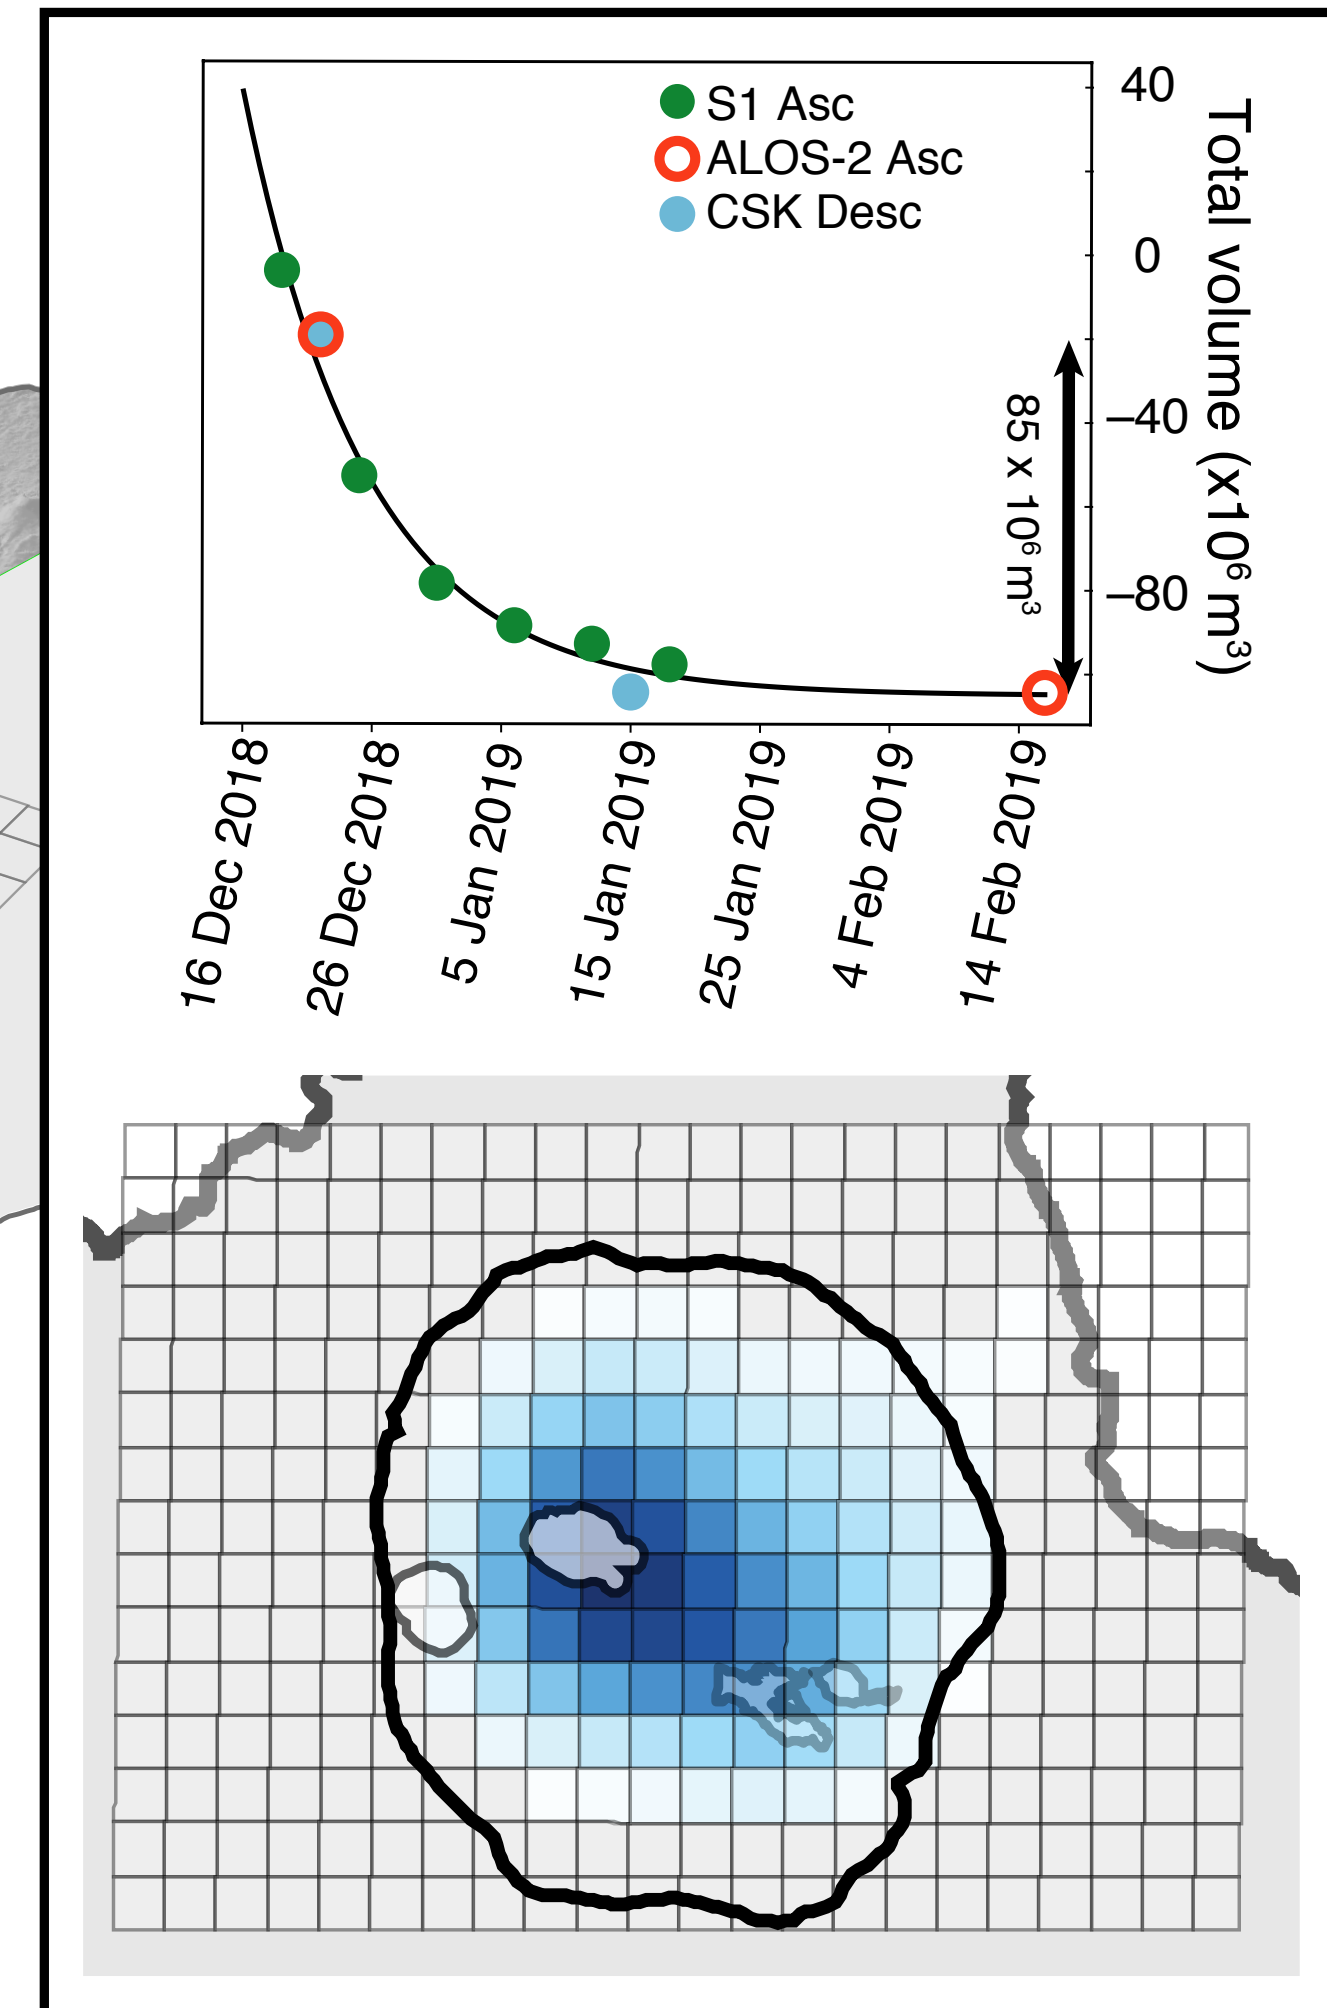 S1 Asc
ALOS-2 Asc
CSK Desc
40
0
–40
–80
Total volume (x10⁶ m³)
85 x 10⁶ m³
16 Dec 2018
26 Dec 2018
5 Jan 2019
15 Jan 2019
25 Jan 2019
4 Feb 2019
14 Feb 2019